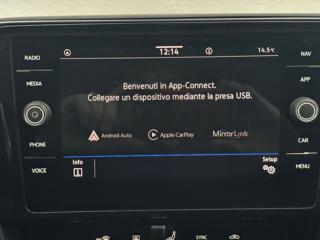 RADIO
12:14
14.5°C
NAV
Benvenuti in App-Connect.
Collegare un dispositivo mediante la presa USB.
MEDIA
APP
Android Auto
Apple CarPlay
MirrorLink
PHONE
CAR
VOICE
Info
Setup
MENU
SYNC